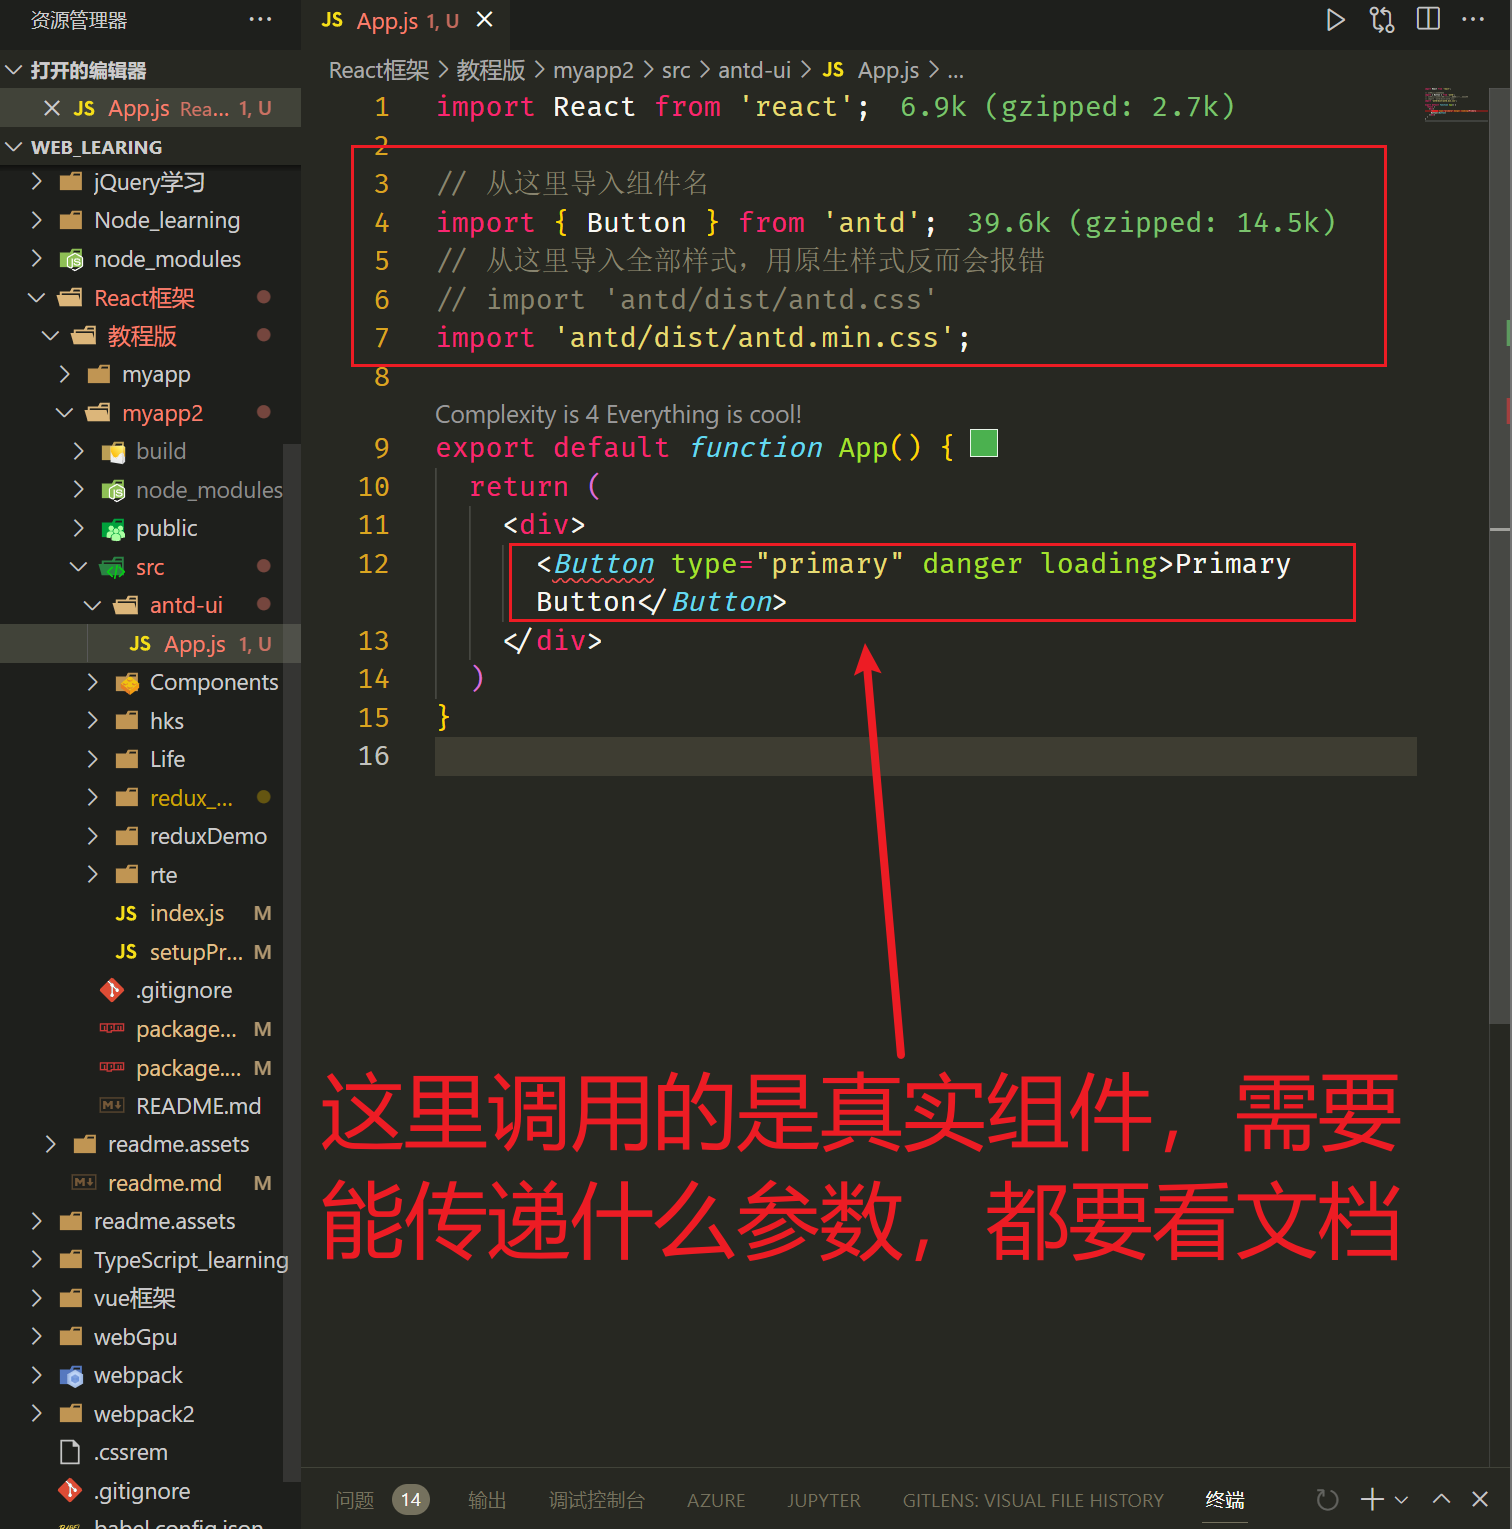 资源管理器 ···
打开的编辑器
JS App.js Rea... 1, U
WEB_LEARING
jQuery学习
Node_learning
node_modules
React框架
教程版
myapp
myapp2
build
node_modules
public
src
antd-ui
JS App.js 1, U
Components
hks
Life
redux_...
reduxDemo
rte
JS index.js M
JS setupPr... M
.gitignore
package... M
package.... M
README.md
readme.assets
readme.md M
readme.assets
TypeScript_learning
vue框架
webGpu
webpack
webpack2
.cssrem
.gitignore
JS App.js 1, U
React框架 > 教程版 > myapp2 > src > antd-ui > JS App.js > ...
1 import React from 'react'; 6.9k (gzipped: 2.7k)
2
3 // 从这里导入组件名
4 import { Button } from 'antd'; 39.6k (gzipped: 14.5k)
5 // 从这里导入全部样式，用原生样式反而会报错
6 // import 'antd/dist/antd.css'
7 import 'antd/dist/antd.min.css';
8
Complexity is 4 Everything is cool!
9 export default function App() {
10 return (
11 <div>
12 <Button type="primary" danger loading>Primary
Button</Button>
13 </div>
14 )
15 }
16
这里调用的是真实组件，需要
能传递什么参数，都要看文档
问题 14 输出 调试控制台 AZURE JUPYTER GITLENS: VISUAL FILE HISTORY 终端